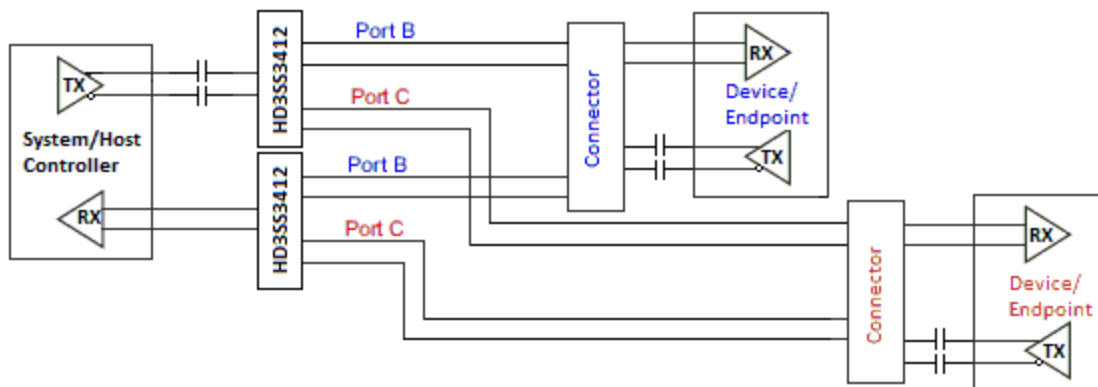 TX
System/Host
Controller
RX
HD3SS3412
Port B
Port C
HD3SS3412
Port B
Port C
Connector
RX
Device/
Endpoint
TX
Connector
RX
Device/
Endpoint
TX